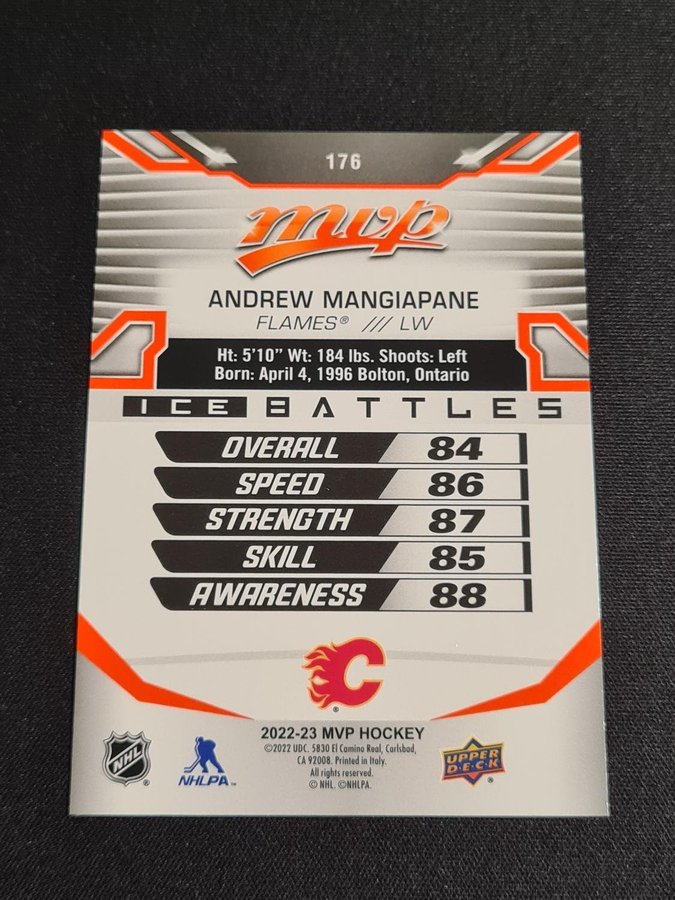 176
mvp
ANDREW MANGIAPANE
FLAMES® /// LW
Ht: 5'10" Wt: 184 lbs. Shoots: Left
Born: April 4, 1996 Bolton, Ontario
ICE BATTLES
OVERALL 84
SPEED 86
STRENGTH 87
SKILL 85
AWARENESS 88
C
®
2022-23 MVP HOCKEY
©2022 UDC. 5830 El Camino Real, Carlsbad,
CA 92008. Printed in Italy.
All rights reserved.
© NHL. ©NHLPA.
NHL ®
NHLPA™
UPPER DECK ®